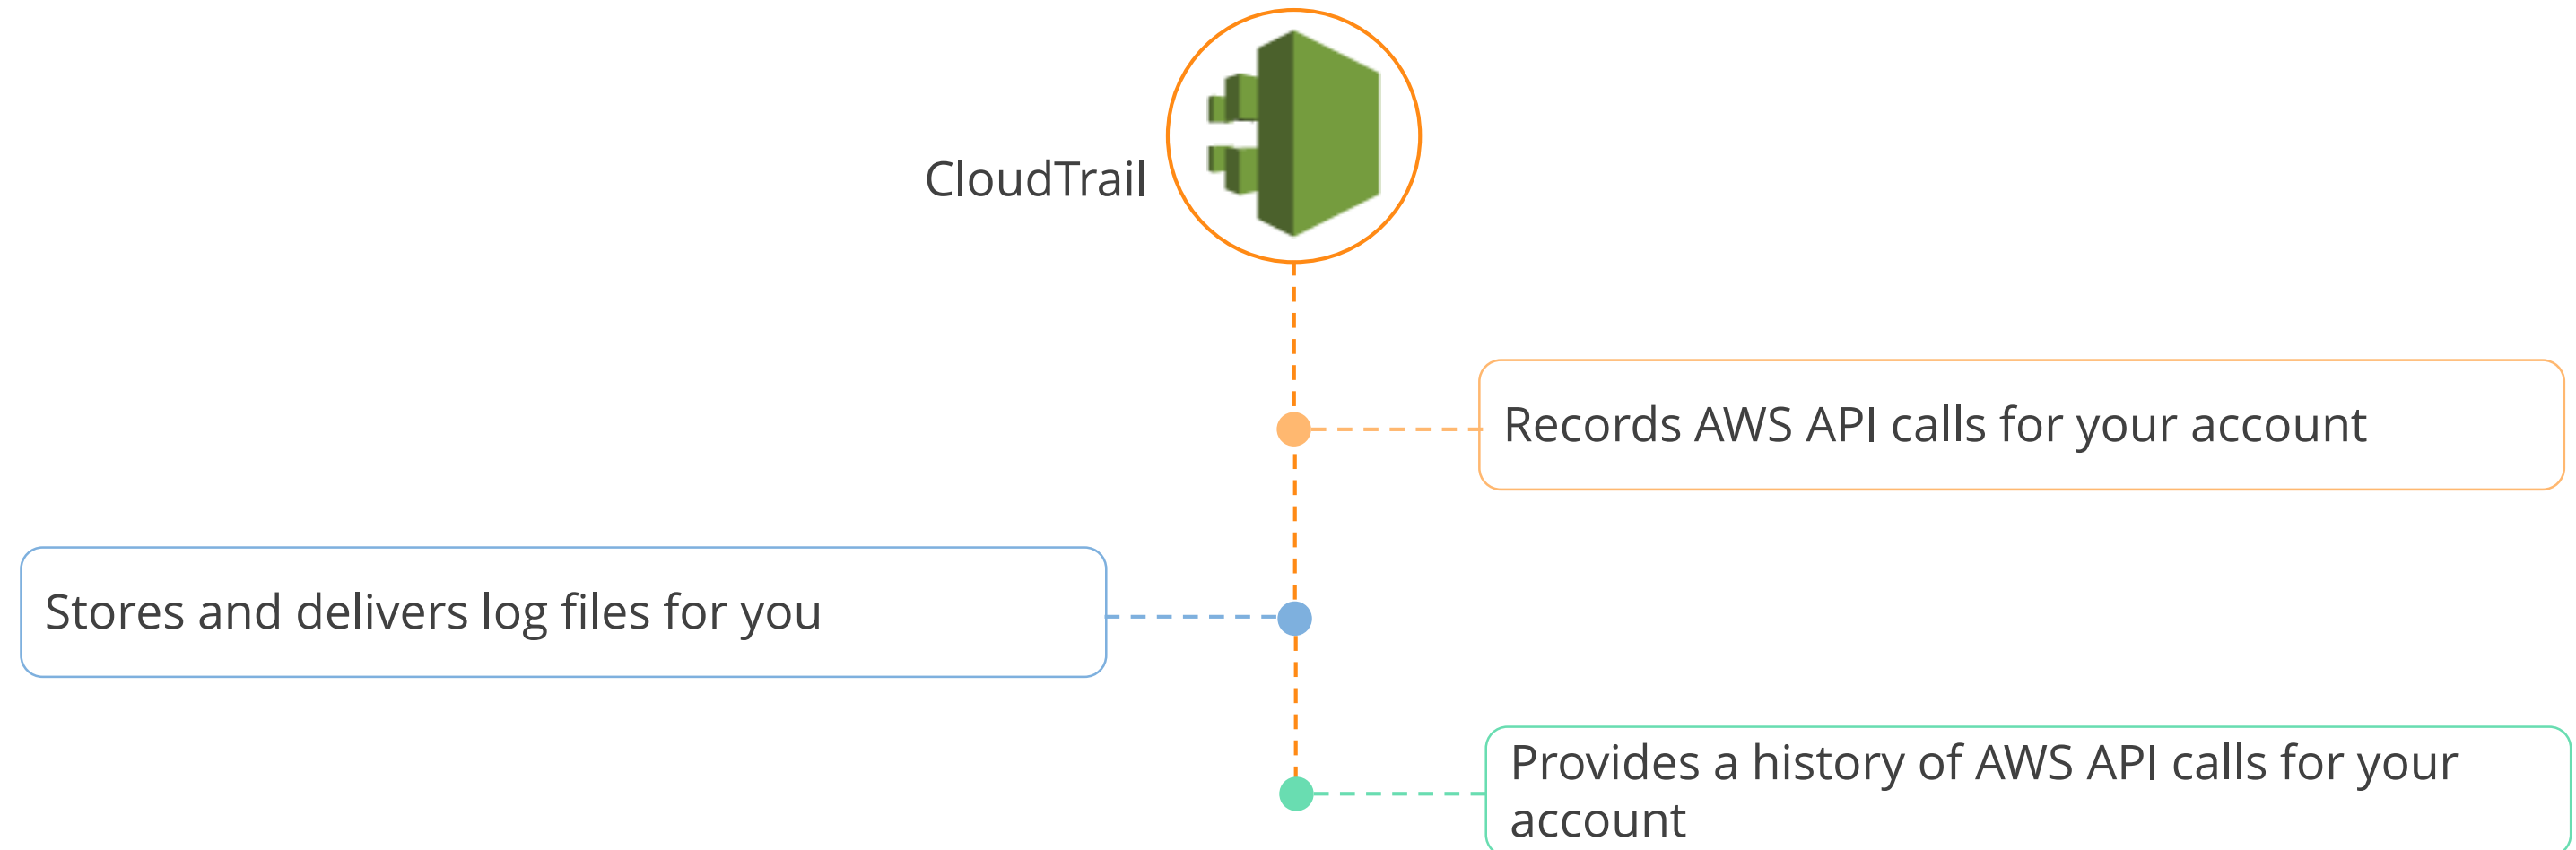 CloudTrail
Records AWS API calls for your account
Stores and delivers log files for you
Provides a history of AWS API calls for your
account